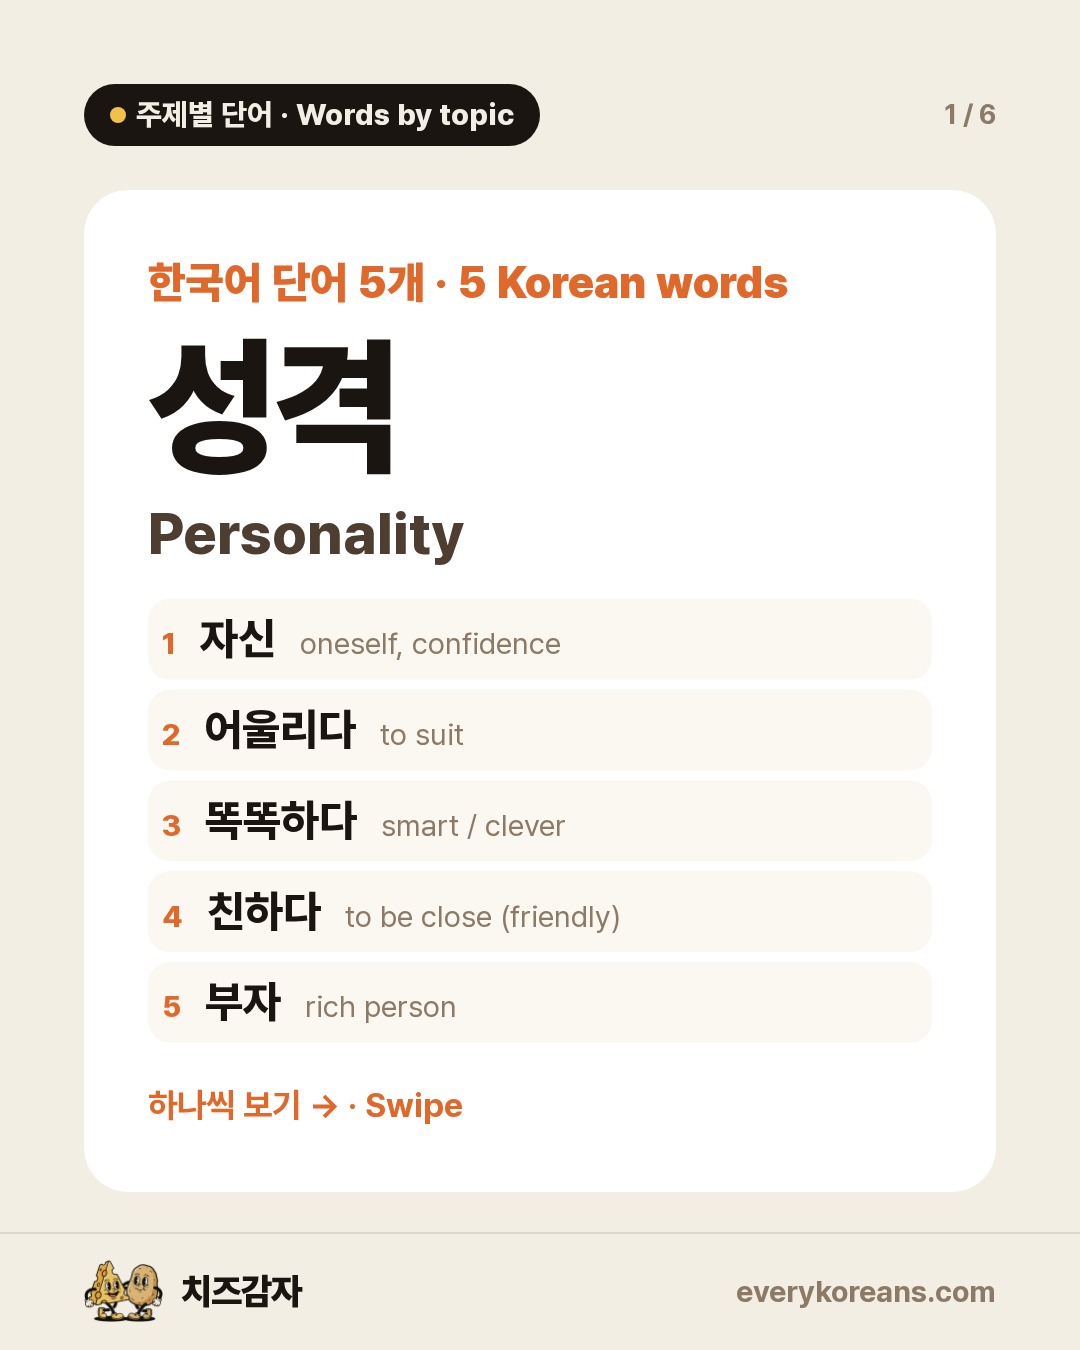 주제별 단어 · Words by topic
1 / 6
한국어 단어 5개 · 5 Korean words
성격
Personality
1 자신 oneself, confidence
2 어울리다 to suit
3 똑똑하다 smart / clever
4 친하다 to be close (friendly)
5 부자 rich person
하나씩 보기 → · Swipe
치즈감자
everykoreans.com